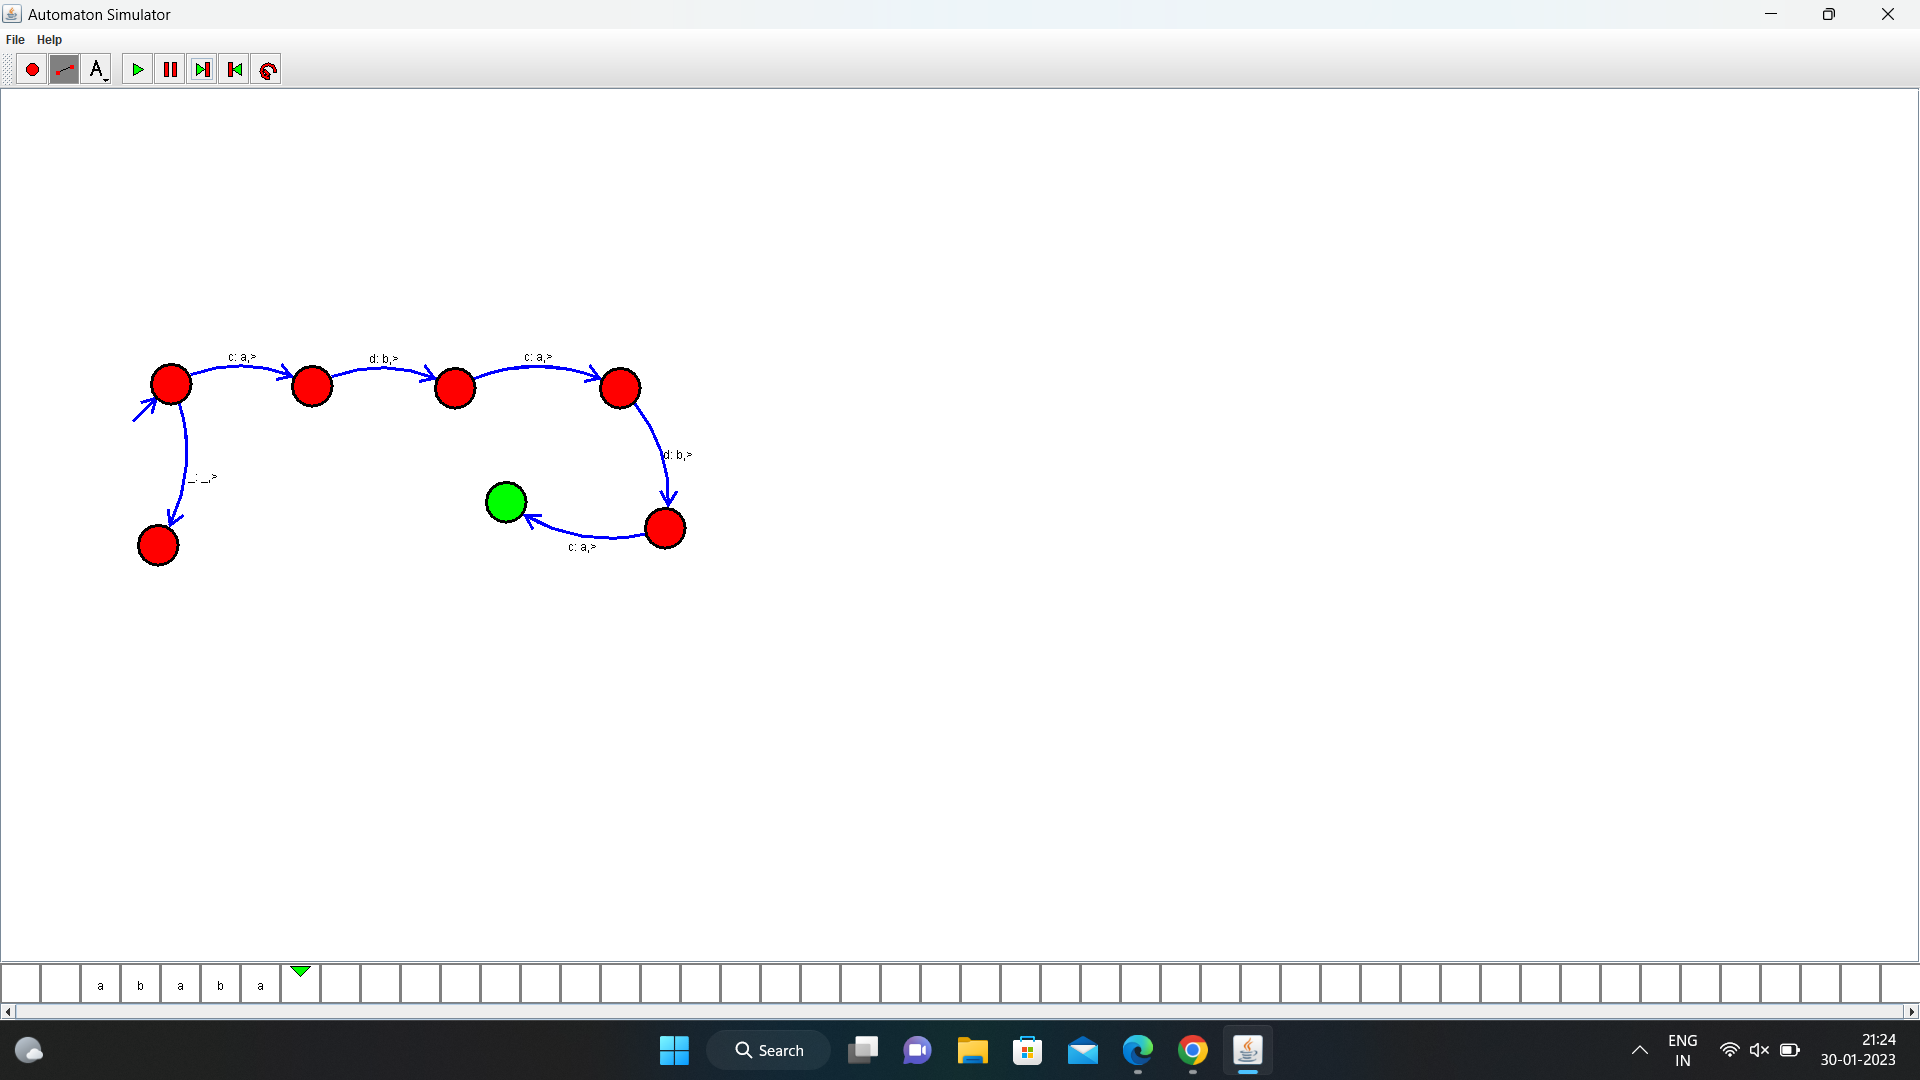 Automaton Simulator
File Help
A
c: a,>
d: b,>
c: a,>
d: b,>
_: _,>
c: a,>
a b a b a
Search
ENG
IN
21:24
30-01-2023